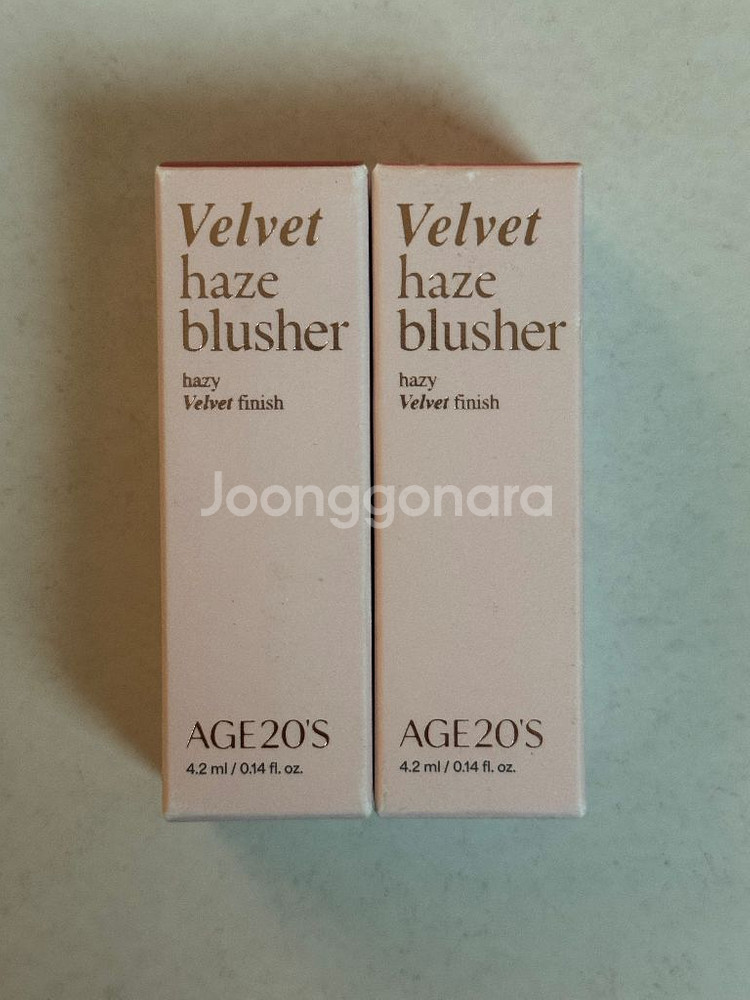 Velvet
haze
blusher
hazy
Velvet finish
AGE20'S
4.2 ml / 0.14 fl. oz.
Velvet
haze
blusher
hazy
Velvet finish
AGE20'S
4.2 ml / 0.14 fl. oz.
Joonggonara